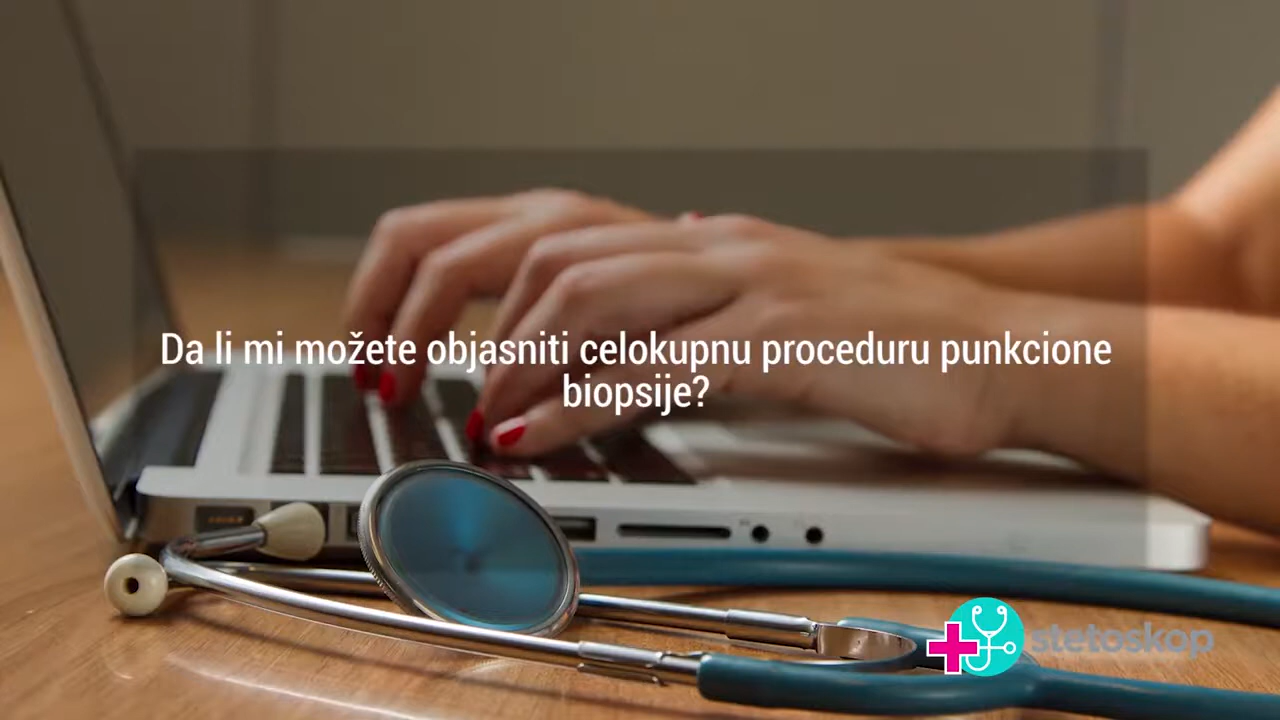 Da li mi možete objasniti celokupnu proceduru punkcione
biopsije?
stetoskop